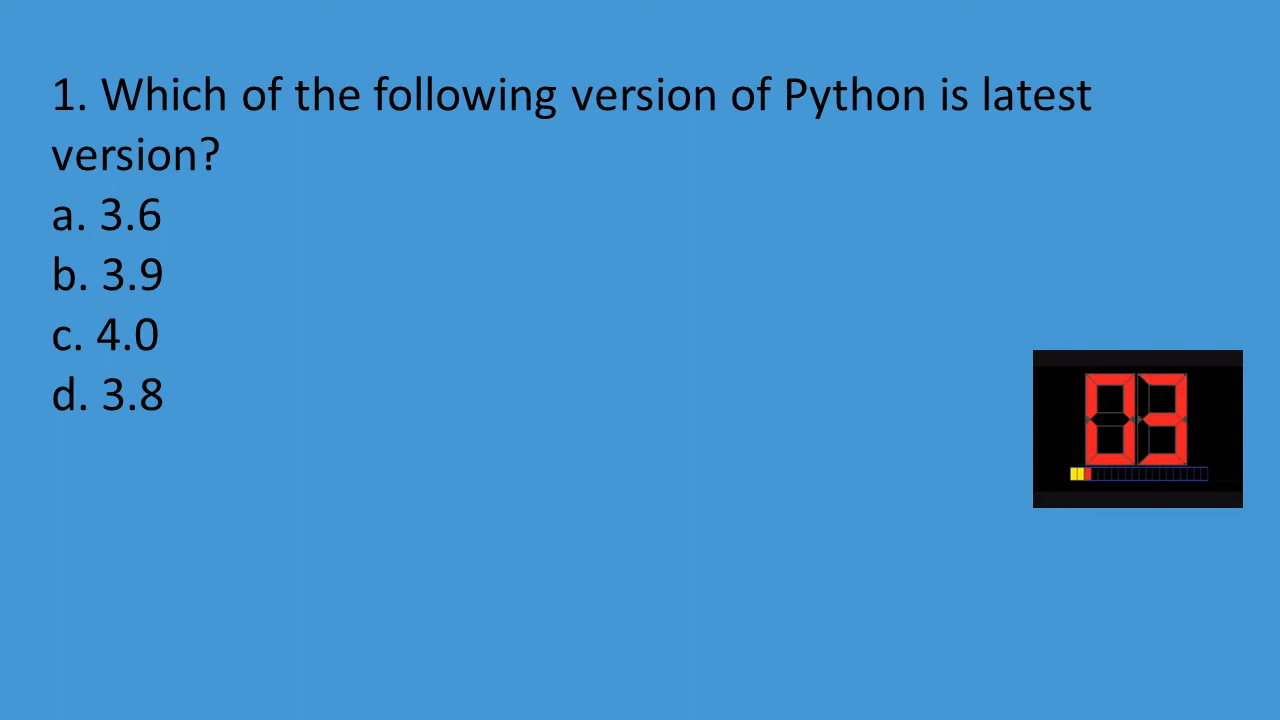 1. Which of the following version of Python is latest
version?
a. 3.6
b. 3.9
c. 4.0
d. 3.8
03